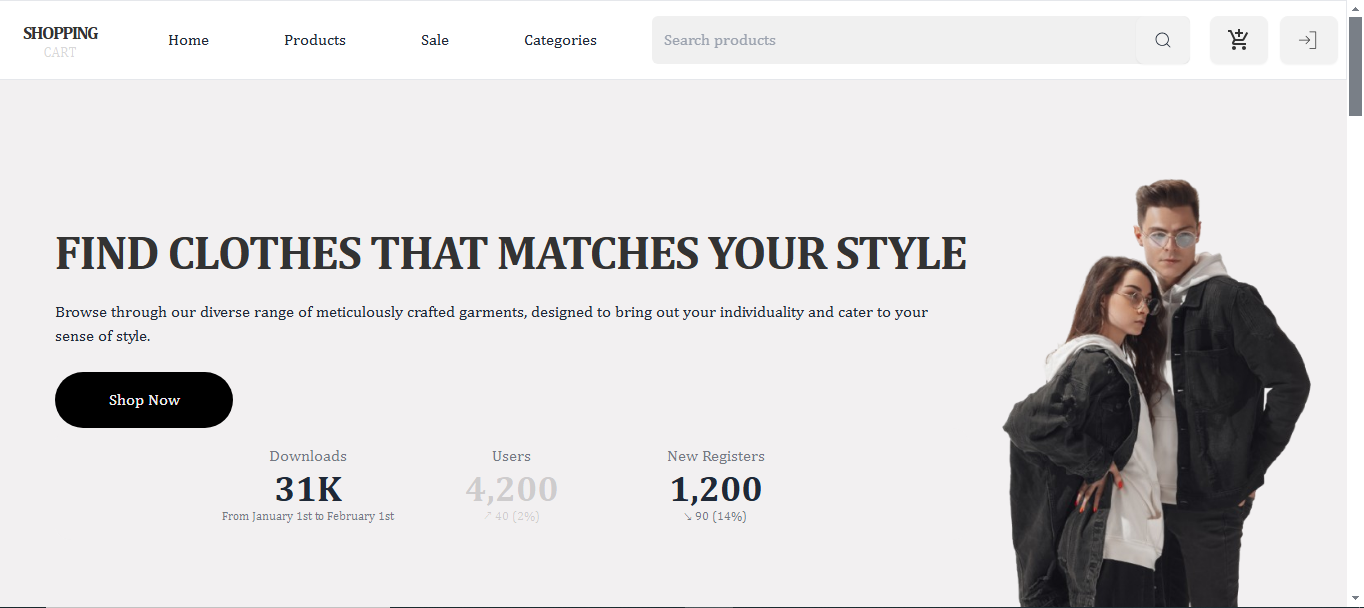 SHOPPING
CART
Home Products Sale Categories Search products
FIND CLOTHES THAT MATCHES YOUR STYLE
Browse through our diverse range of meticulously crafted garments, designed to bring out your individuality and cater to your
sense of style.
Shop Now
Downloads Users New Registers
31K 4,200 1,200
From January 1st to February 1st ↗ 40 (2%) ↘ 90 (14%)